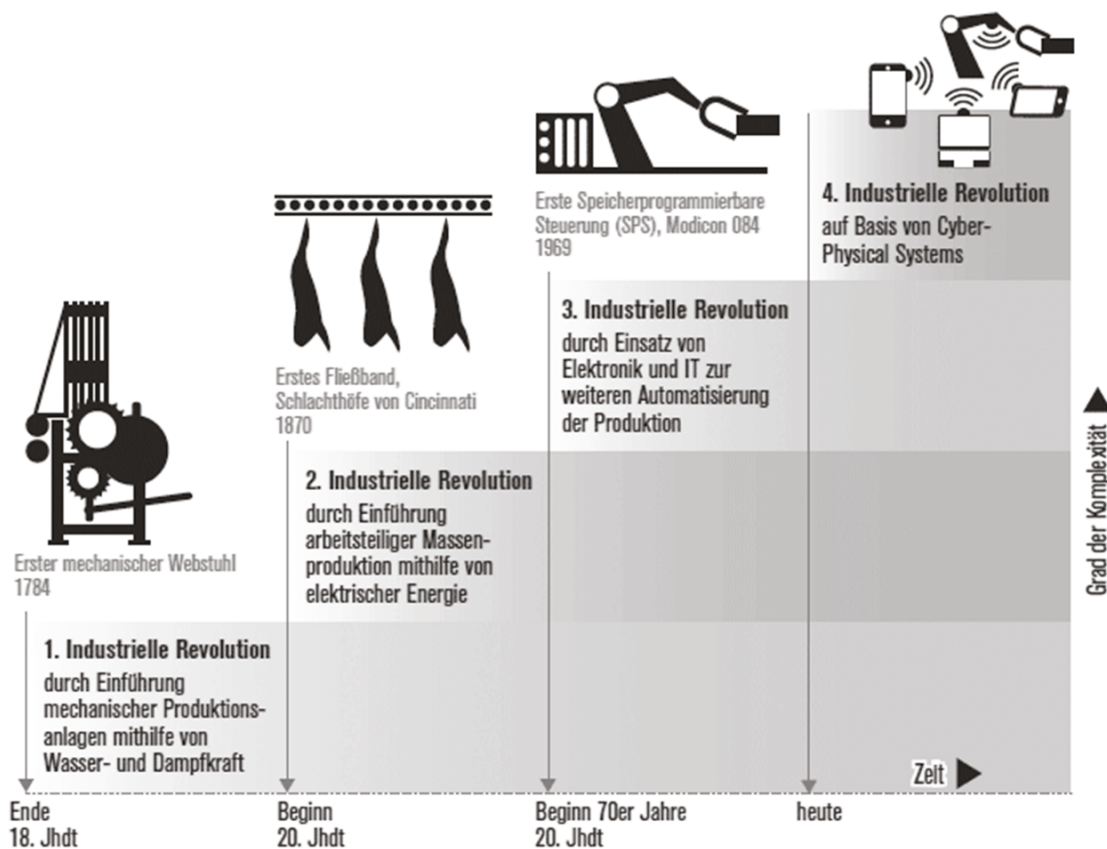 Erster mechanischer Webstuhl
1784
1. Industrielle Revolution
durch Einführung
mechanischer Produktions-
anlagen mithilfe von
Wasser- und Dampfkraft
Ende
18. Jhdt
Erstes Fließband,
Schlachthöfe von Cincinnati
1870
2. Industrielle Revolution
durch Einführung
arbeitsteiliger Massen-
produktion mithilfe von
elektrischer Energie
Beginn
20. Jhdt
Erste Speicherprogrammierbare
Steuerung (SPS), Modicon 084
1969
3. Industrielle Revolution
durch Einsatz von
Elektronik und IT zur
weiteren Automatisierung
der Produktion
Beginn 70er Jahre
20. Jhdt
4. Industrielle Revolution
auf Basis von Cyber-
Physical Systems
heute
Zeit
Grad der Komplexität